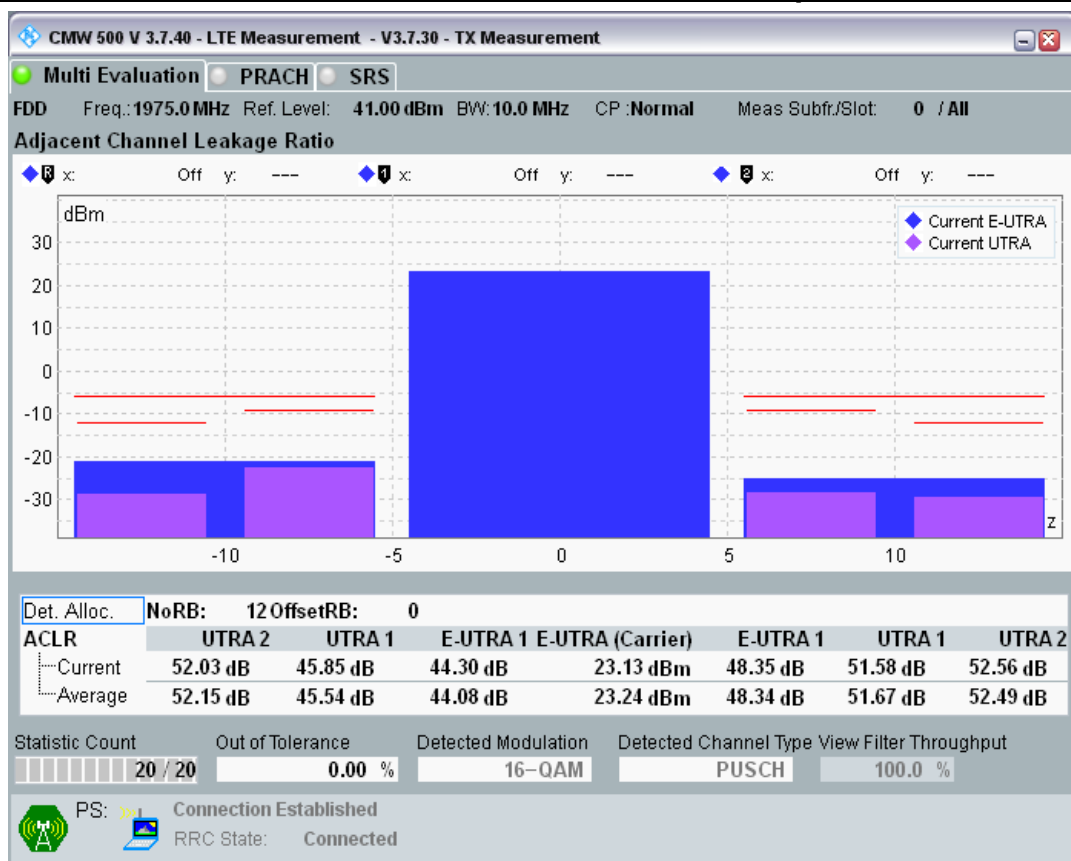 CMW 500 V 3.7.40 - LTE Measurement - V3.7.30 - TX Measurement
Multi Evaluation PRACH SRS
FDD Freq.: 1975.0 MHz Ref. Level: 41.00 dBm BW: 10.0 MHz CP :Normal Meas Subfr./Slot: 0 / All
Adjacent Channel Leakage Ratio
R x: Off y: --- 1 x: Off y: --- 2 x: Off y: ---
dBm
Current E-UTRA
Current UTRA
30
20
10
0
-10
-20
-30
z
-10 -5 0 5 10
Det. Alloc. NoRB: 12 OffsetRB: 0
ACLR UTRA 2 UTRA 1 E-UTRA 1 E-UTRA (Carrier) E-UTRA 1 UTRA 1 UTRA 2
Current 52.03 dB 45.85 dB 44.30 dB 23.13 dBm 48.35 dB 51.58 dB 52.56 dB
Average 52.15 dB 45.54 dB 44.08 dB 23.24 dBm 48.34 dB 51.67 dB 52.49 dB
Statistic Count Out of Tolerance Detected Modulation Detected Channel Type View Filter Throughput
20 / 20 0.00 % 16-QAM PUSCH 100.0 %
PS: Connection Established
RRC State: Connected